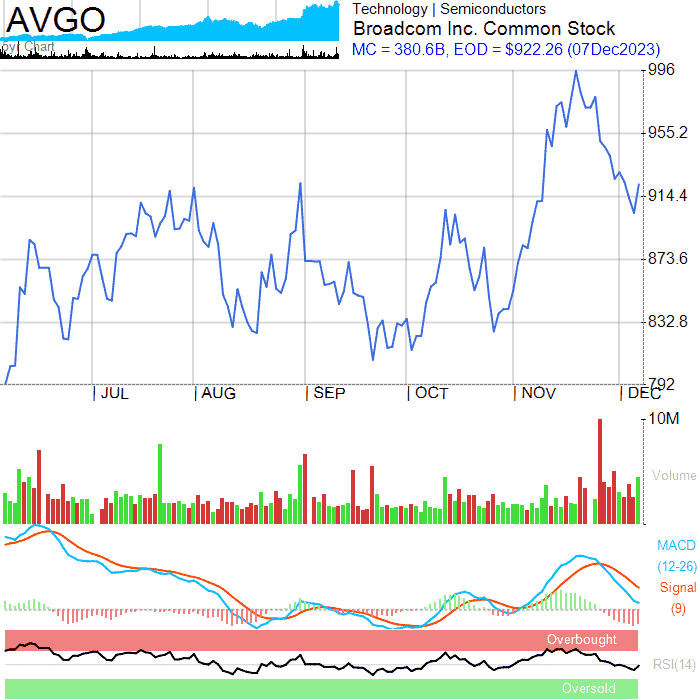 AVGO
5yr Chart
Technology | Semiconductors
Broadcom Inc. Common Stock
MC = 380.6B, EOD = $922.26 (07Dec2023)
996
955.2
914.4
873.6
832.8
792
JUL
AUG
SEP
OCT
NOV
DEC
10M
Volume
MACD
(12-26)
Signal
(9)
Overbought
RSI(14)
Oversold